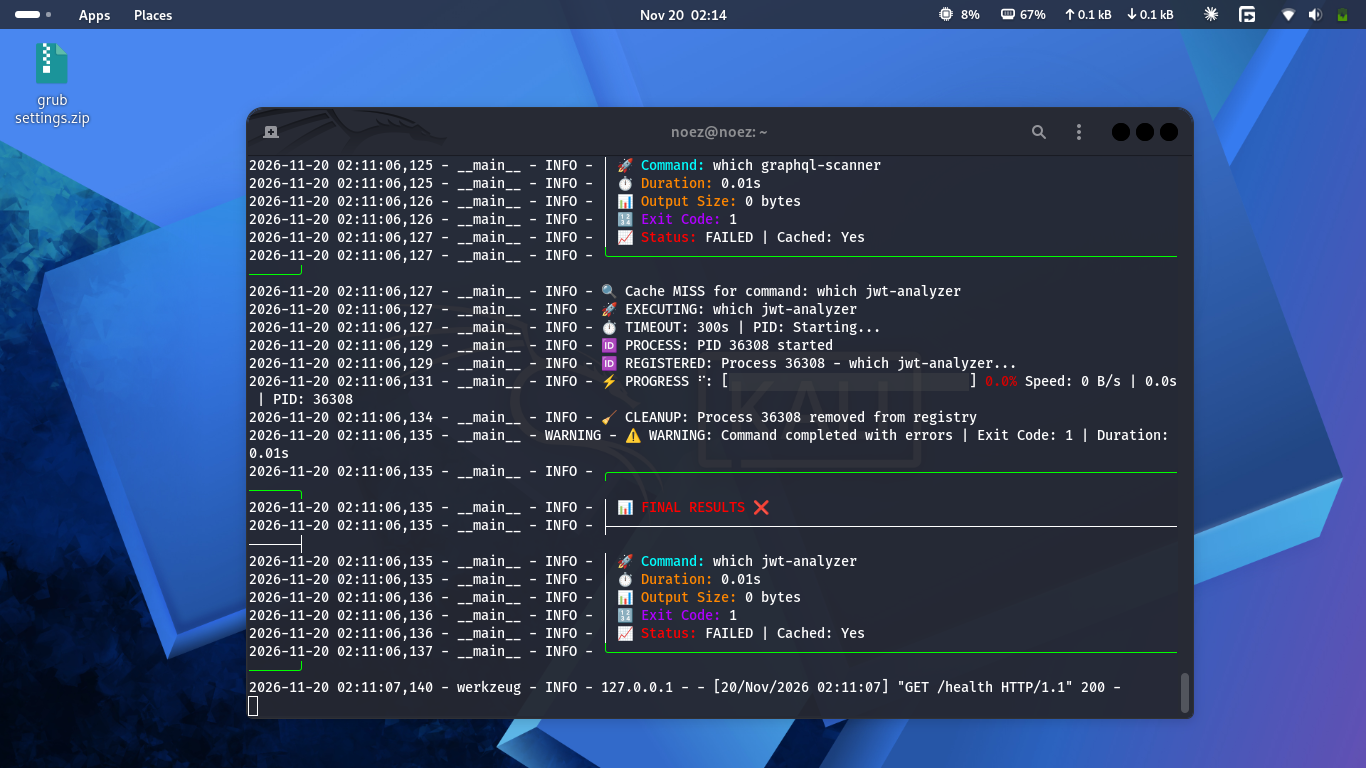 Apps Places Nov 20 02:14 8% 67% 0.1 kB 0.1 kB
grub
settings.zip
noez@noez: ~
2026-11-20 02:11:06,125 - __main__ - INFO - │ 🚀 Command: which graphql-scanner
2026-11-20 02:11:06,125 - __main__ - INFO - │ ⏱️ Duration: 0.01s
2026-11-20 02:11:06,126 - __main__ - INFO - │ 📊 Output Size: 0 bytes
2026-11-20 02:11:06,126 - __main__ - INFO - │ 🔢 Exit Code: 1
2026-11-20 02:11:06,127 - __main__ - INFO - │ 📈 Status: FAILED | Cached: Yes
2026-11-20 02:11:06,127 - __main__ - INFO -
2026-11-20 02:11:06,127 - __main__ - INFO - 🔍 Cache MISS for command: which jwt-analyzer
2026-11-20 02:11:06,127 - __main__ - INFO - 🚀 EXECUTING: which jwt-analyzer
2026-11-20 02:11:06,127 - __main__ - INFO - ⏱️ TIMEOUT: 300s | PID: Starting...
2026-11-20 02:11:06,129 - __main__ - INFO - 🆔 PROCESS: PID 36308 started
2026-11-20 02:11:06,129 - __main__ - INFO - 🆔 REGISTERED: Process 36308 - which jwt-analyzer...
2026-11-20 02:11:06,131 - __main__ - INFO - ⚡ PROGRESS ⠋: [                              ] 0.0% Speed: 0 B/s | 0.0s
| PID: 36308
2026-11-20 02:11:06,134 - __main__ - INFO - 🧹 CLEANUP: Process 36308 removed from registry
2026-11-20 02:11:06,135 - __main__ - WARNING - ⚠️ WARNING: Command completed with errors | Exit Code: 1 | Duration:
0.01s
2026-11-20 02:11:06,135 - __main__ - INFO -
2026-11-20 02:11:06,135 - __main__ - INFO - │ 📊 FINAL RESULTS ❌
2026-11-20 02:11:06,135 - __main__ - INFO -
2026-11-20 02:11:06,135 - __main__ - INFO - │ 🚀 Command: which jwt-analyzer
2026-11-20 02:11:06,135 - __main__ - INFO - │ ⏱️ Duration: 0.01s
2026-11-20 02:11:06,136 - __main__ - INFO - │ 📊 Output Size: 0 bytes
2026-11-20 02:11:06,136 - __main__ - INFO - │ 🔢 Exit Code: 1
2026-11-20 02:11:06,136 - __main__ - INFO - │ 📈 Status: FAILED | Cached: Yes
2026-11-20 02:11:06,137 - __main__ - INFO -
2026-11-20 02:11:07,140 - werkzeug - INFO - 127.0.0.1 - - [20/Nov/2026 02:11:07] "GET /health HTTP/1.1" 200 -
KALI